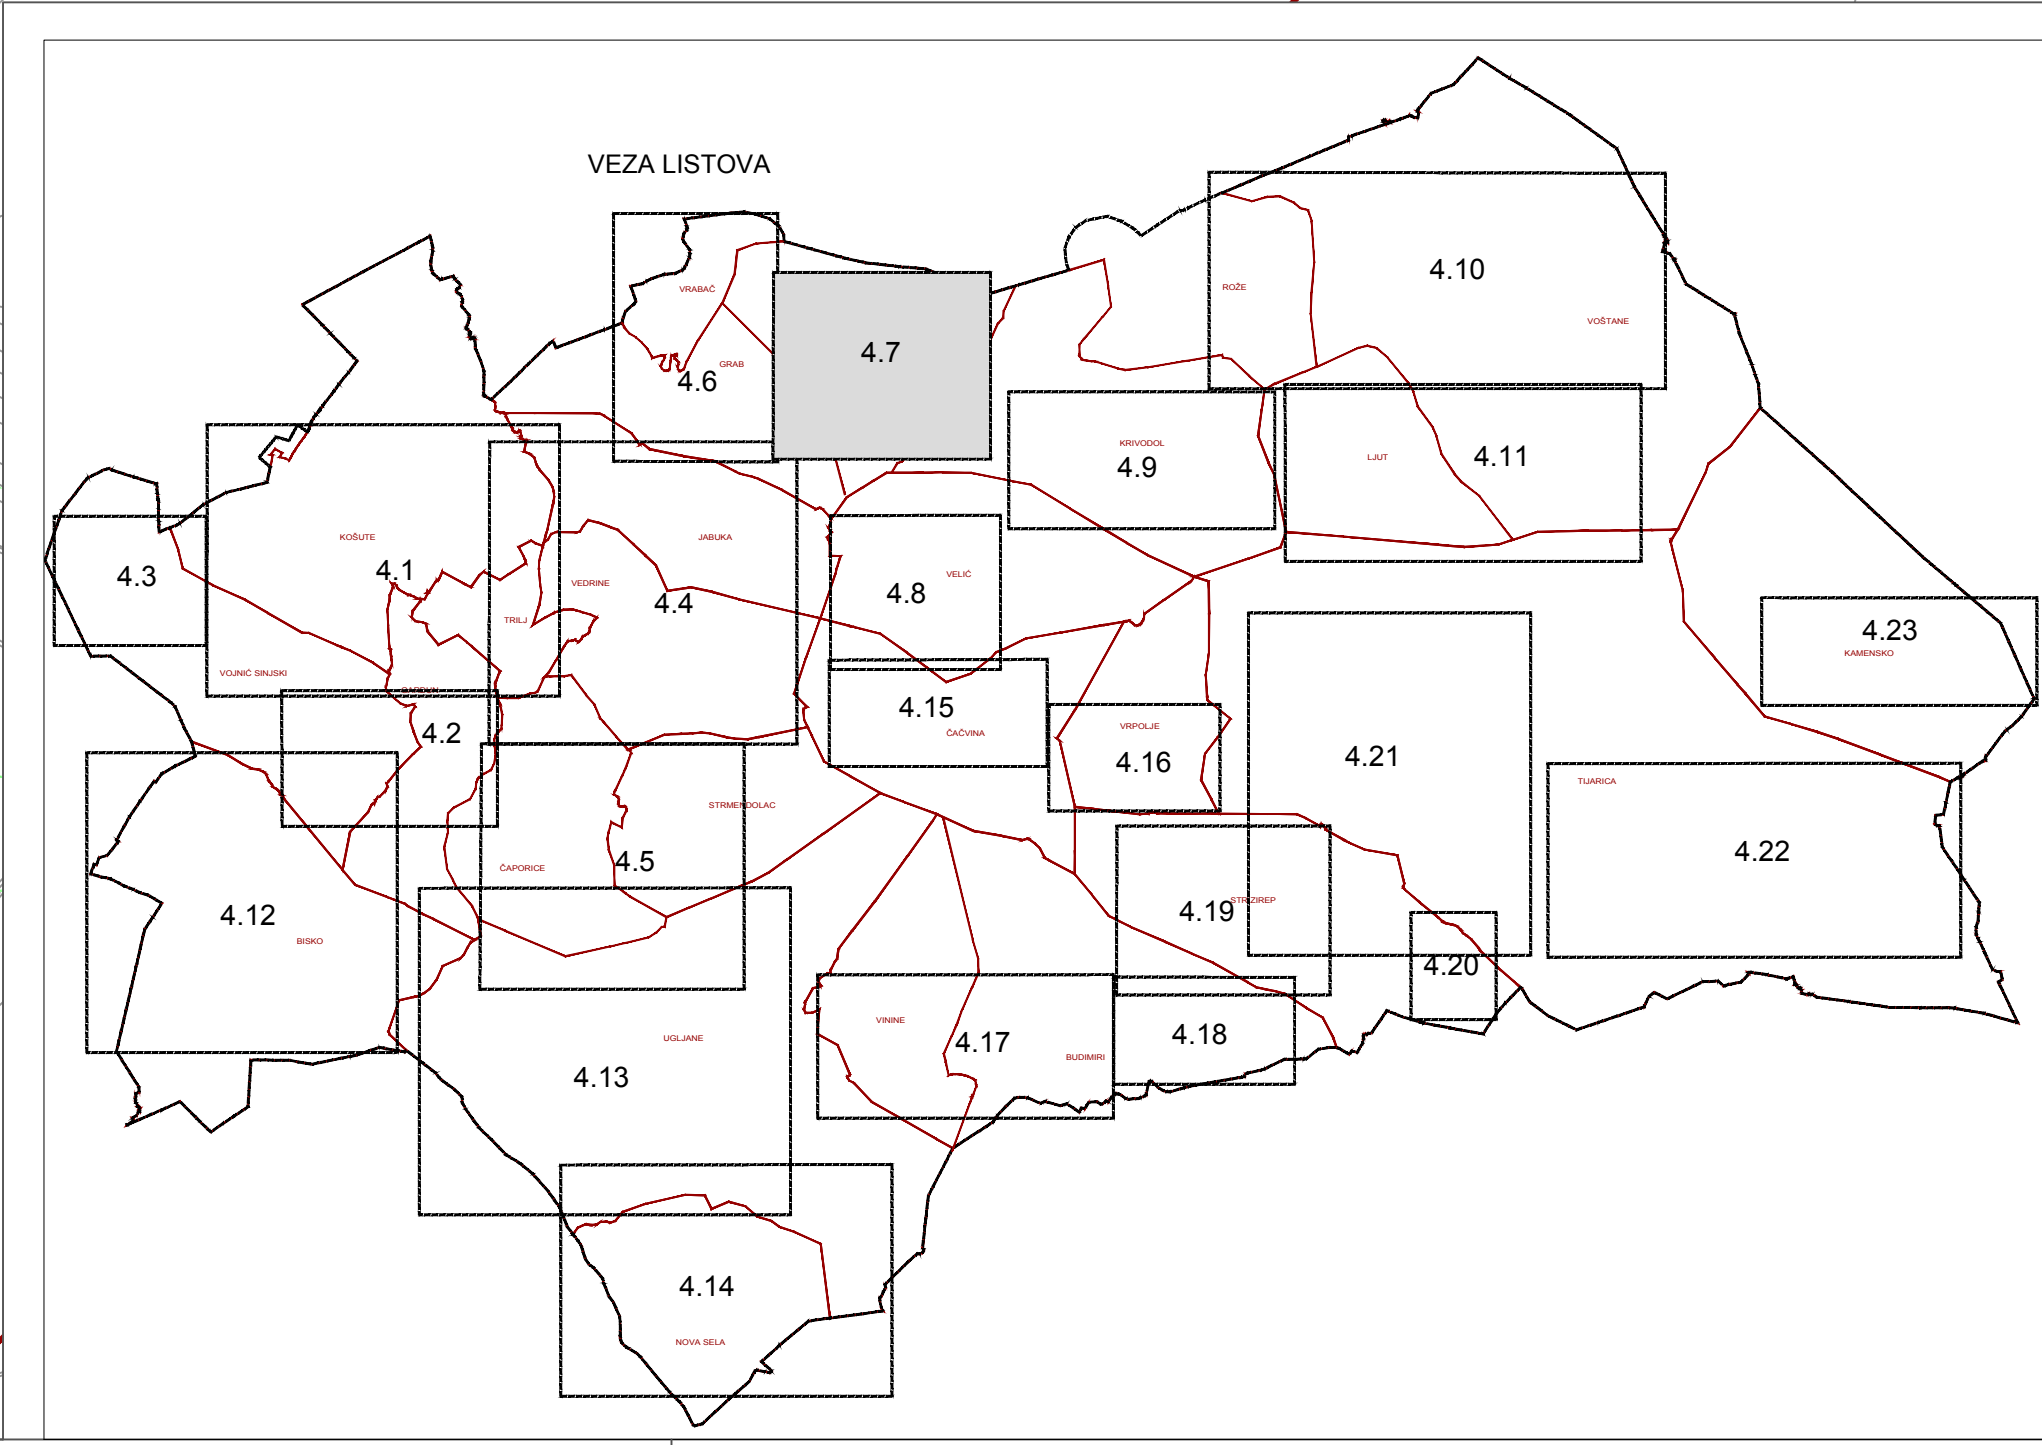 VEZA LISTOVA
4.10
ROŽE
VOŠTANE
VRABAČ
GRAB
4.6
4.7
KRIVODOL
4.9
LJUT
4.11
KOŠUTE
4.1
4.3
JABUKA
VEDRINE
4.4
TRILJ
VELIĆ
4.8
4.23
KAMENSKO
VOJNIĆ SINJSKI
GARDUN
4.2
4.15
ČAČVINA
VRPOLJE
4.16
4.21
TIJARICA
4.22
STRMENDOLAC
ČAPORICE
4.5
4.12
BISKO
4.19
STRIZIREP
4.20
UGLJANE
4.13
VININE
4.17
BUDIMIRI
4.18
4.14
NOVA SELA